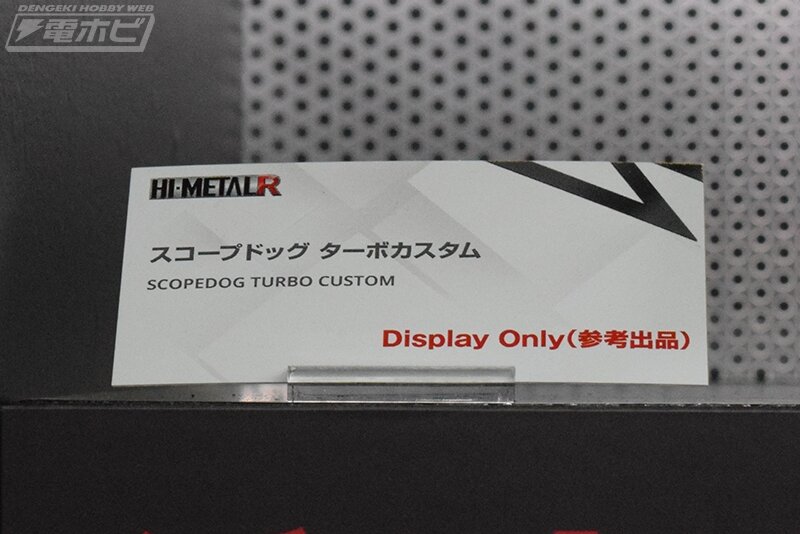 DENGEKI HOBBY WEB
電ホビ
HI-METAL R
スコープドッグ ターボカスタム
SCOPEDOG TURBO CUSTOM
Display Only(参考出品)